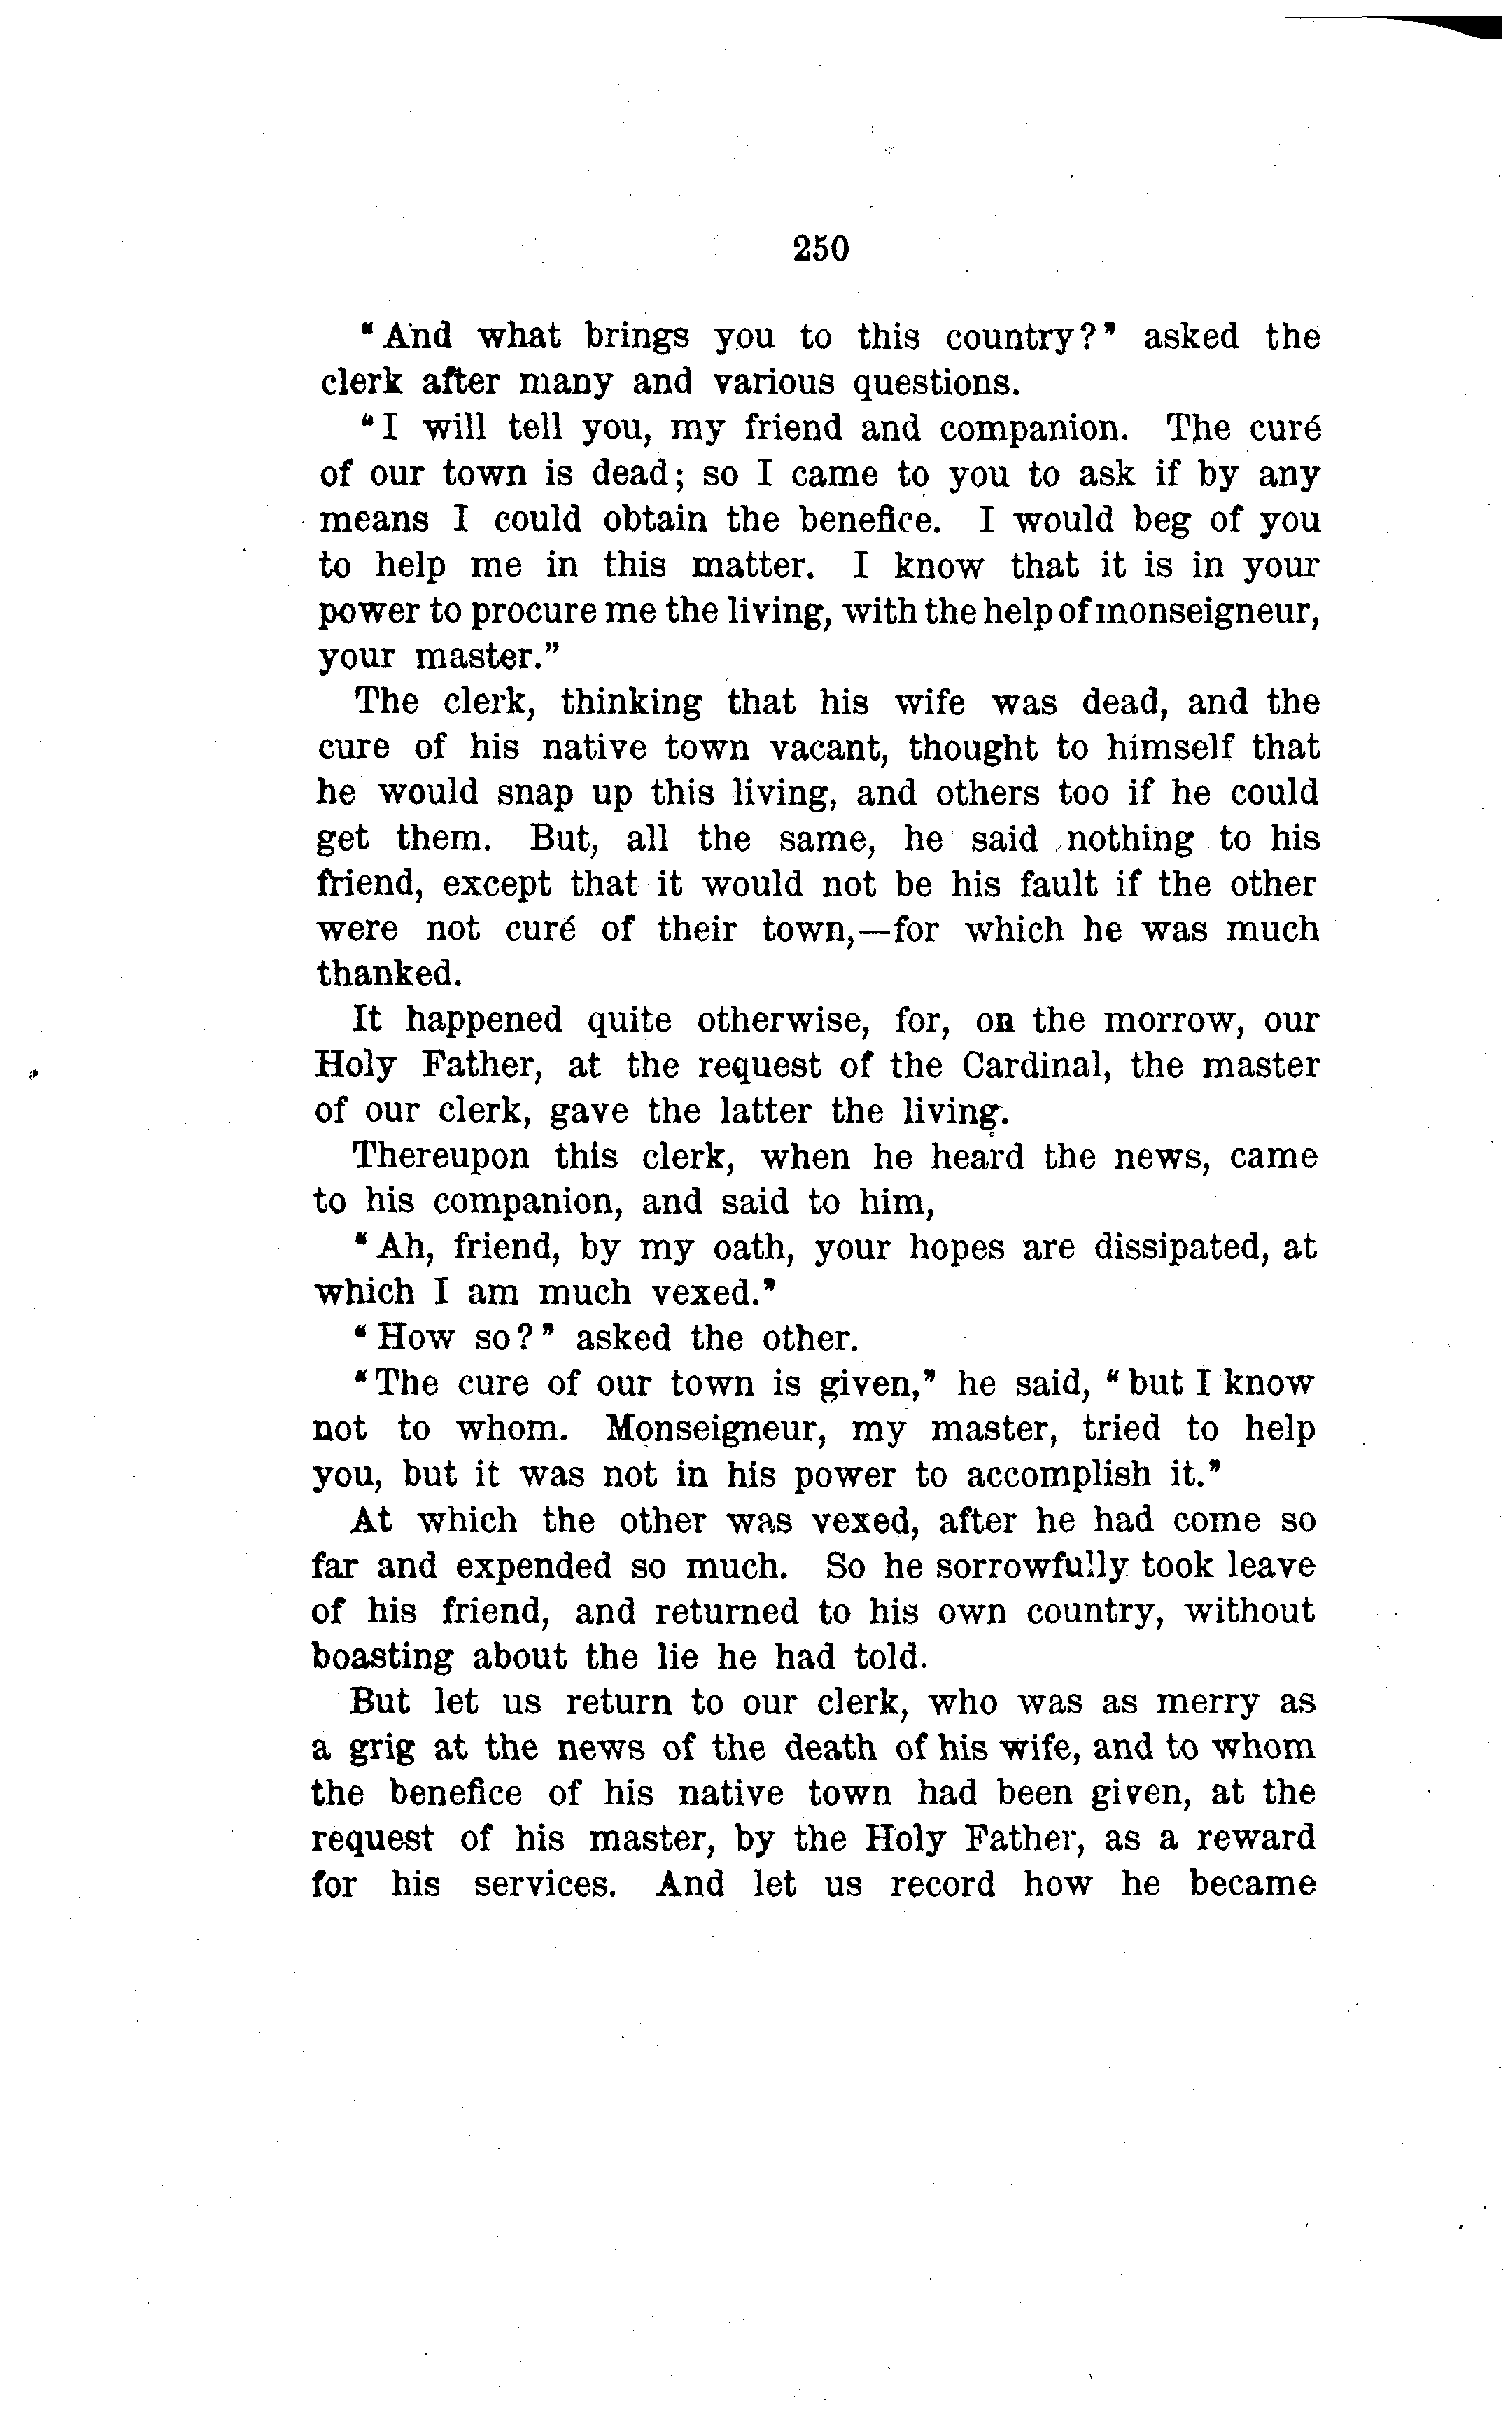 250
"And what brings you to this country?" asked the
clerk after many and various questions.
"I will tell you, my friend and companion. The curé
of our town is dead; so I came to you to ask if by any
means I could obtain the benefice. I would beg of you
to help me in this matter. I know that it is in your
power to procure me the living, with the help of monseigneur,
your master."
The clerk, thinking that his wife was dead, and the
cure of his native town vacant, thought to himself that
he would snap up this living, and others too if he could
get them. But, all the same, he said nothing to his
friend, except that it would not be his fault if the other
were not curé of their town,—for which he was much
thanked.
It happened quite otherwise, for, on the morrow, our
Holy Father, at the request of the Cardinal, the master
of our clerk, gave the latter the living.
Thereupon this clerk, when he heard the news, came
to his companion, and said to him,
"Ah, friend, by my oath, your hopes are dissipated, at
which I am much vexed."
"How so?" asked the other.
"The cure of our town is given," he said, "but I know
not to whom. Monseigneur, my master, tried to help
you, but it was not in his power to accomplish it."
At which the other was vexed, after he had come so
far and expended so much. So he sorrowfully took leave
of his friend, and returned to his own country, without
boasting about the lie he had told.
But let us return to our clerk, who was as merry as
a grig at the news of the death of his wife, and to whom
the benefice of his native town had been given, at the
request of his master, by the Holy Father, as a reward
for his services. And let us record how he became